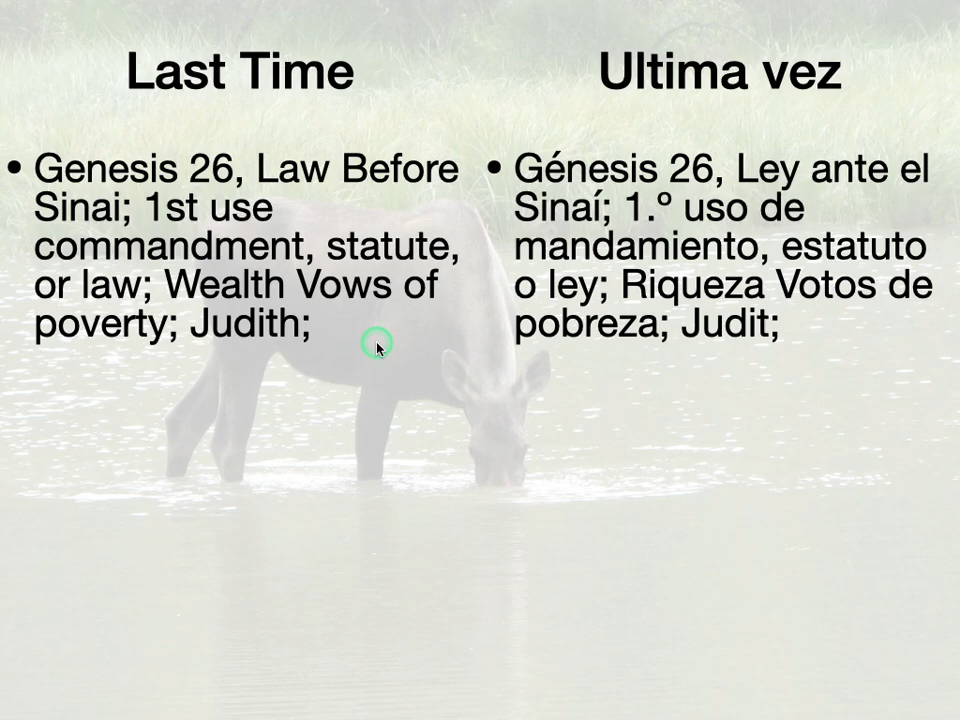 Last Time
• Genesis 26, Law Before
Sinai; 1st use
commandment, statute,
or law; Wealth Vows of
poverty; Judith;
Ultima vez
• Génesis 26, Ley ante el
Sinaí; 1.º uso de
mandamiento, estatuto
o ley; Riqueza Votos de
pobreza; Judit;